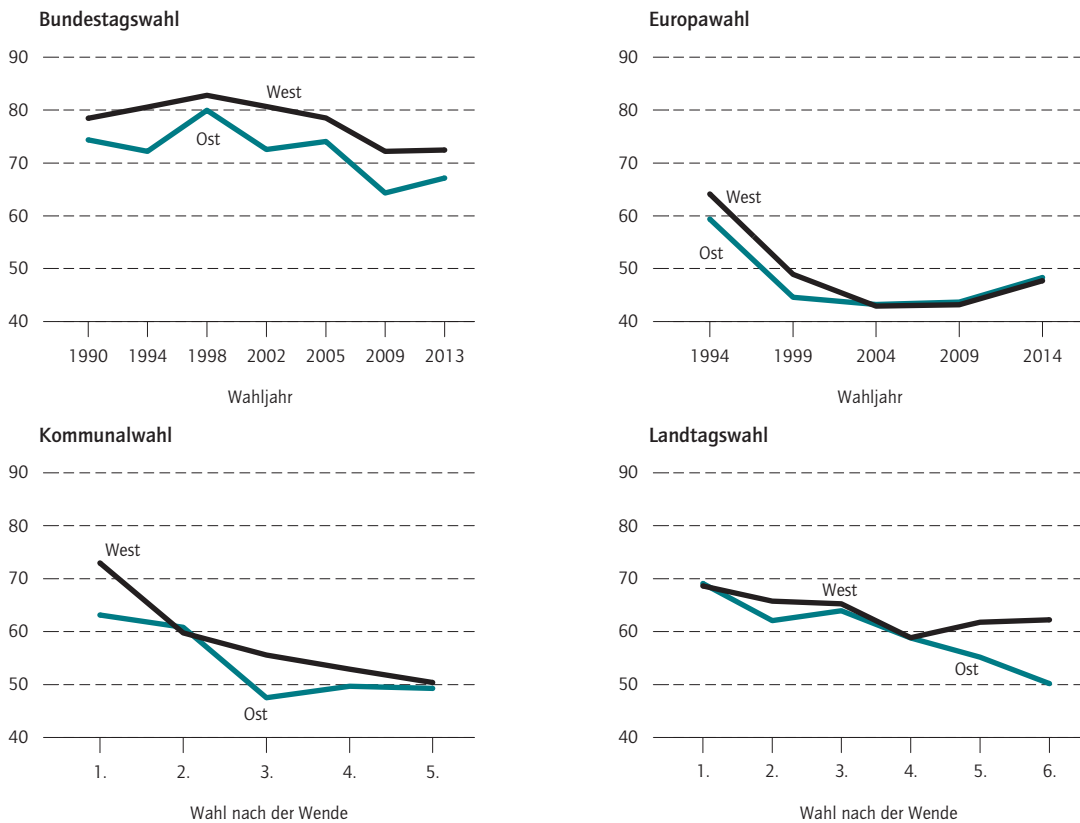 Bundestagswahl
90
80
70
60
50
40
West
Ost
1990 1994 1998 2002 2005 2009 2013
Wahljahr
Europawahl
90
80
70
60
50
40
West
Ost
1994 1999 2004 2009 2014
Wahljahr
Kommunalwahl
90
80
70
60
50
40
West
Ost
1. 2. 3. 4. 5.
Wahl nach der Wende
Landtagswahl
90
80
70
60
50
40
West
Ost
1. 2. 3. 4. 5. 6.
Wahl nach der Wende